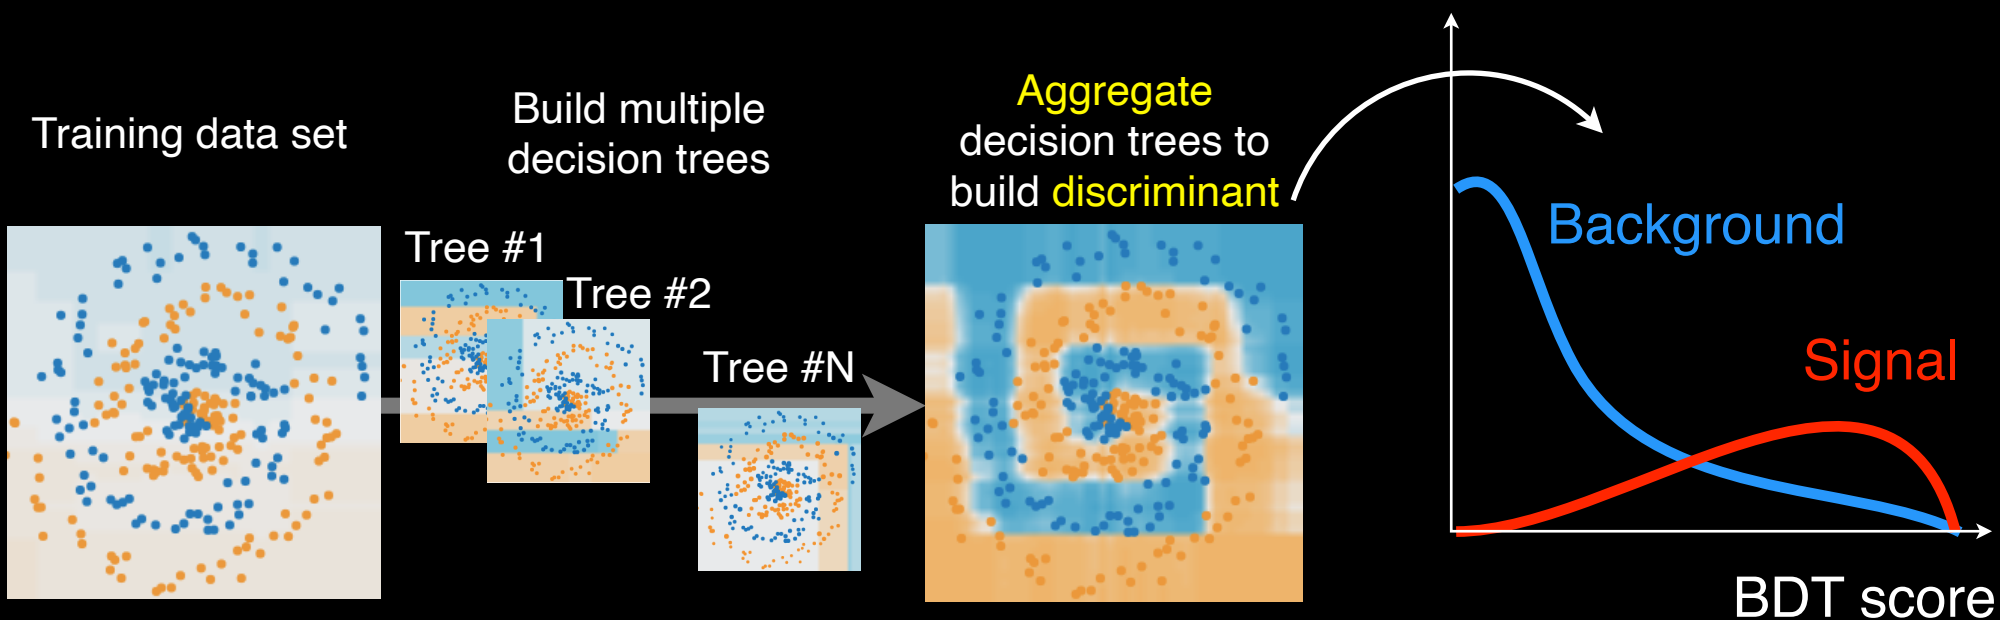 Training data set
Build multiple
decision trees
Tree #1
Tree #2
Tree #N
Aggregate
decision trees to
build discriminant
Background
Signal
BDT score